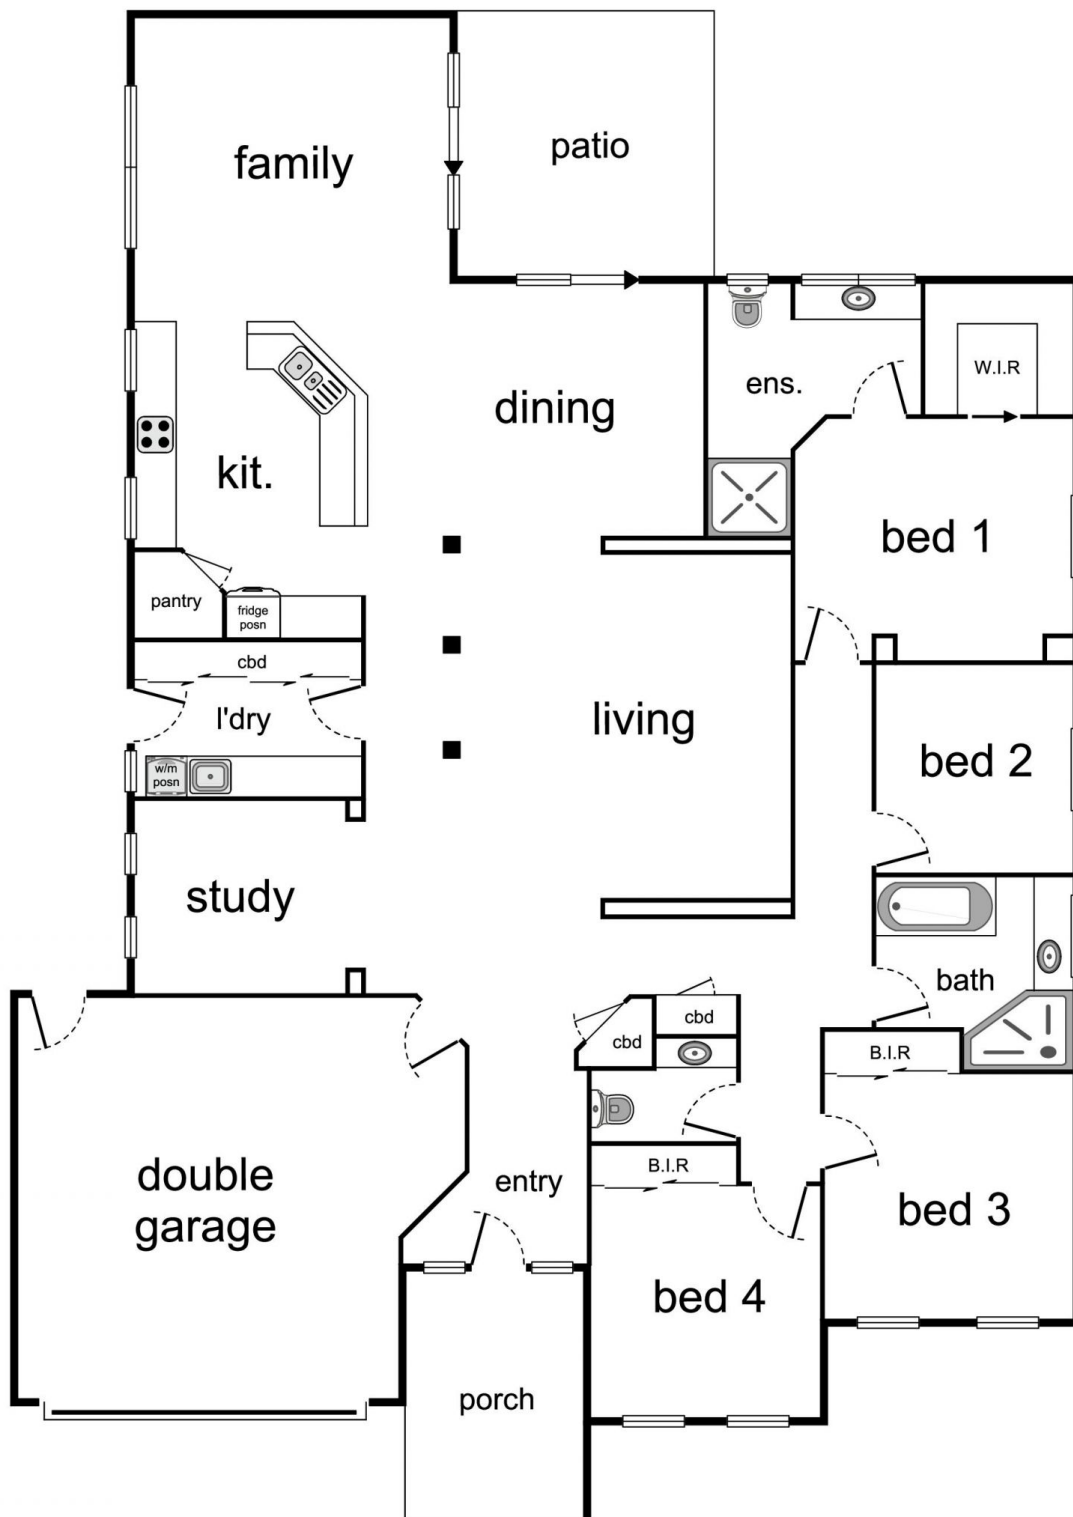 family
patio
ens.
W.I.R
dining
kit.
bed 1
pantry
fridge
posn
cbd
l'dry
living
bed 2
w/m
posn
study
bath
cbd
cbd
B.I.R
double
garage
entry
B.I.R
bed 3
bed 4
porch